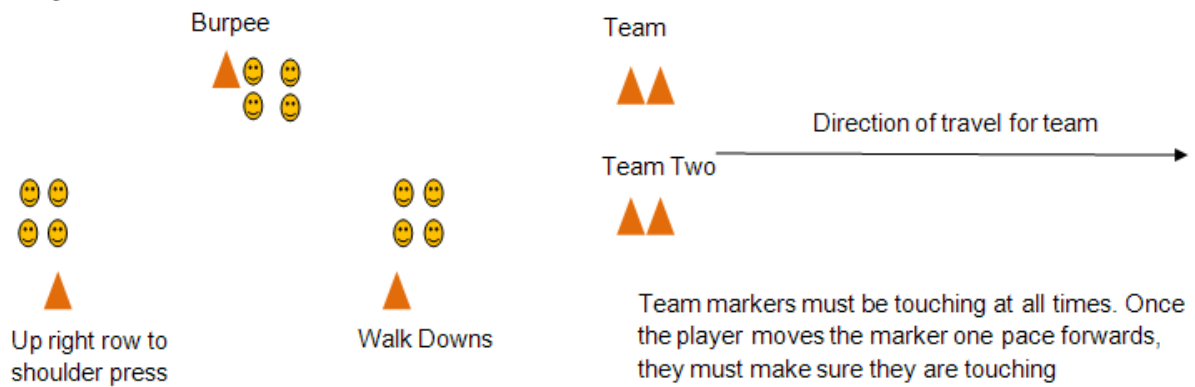 Burpee
Up right row to
shoulder press
Walk Downs
Team
Team Two
Direction of travel for team
Team markers must be touching at all times. Once
the player moves the marker one pace forwards,
they must make sure they are touching